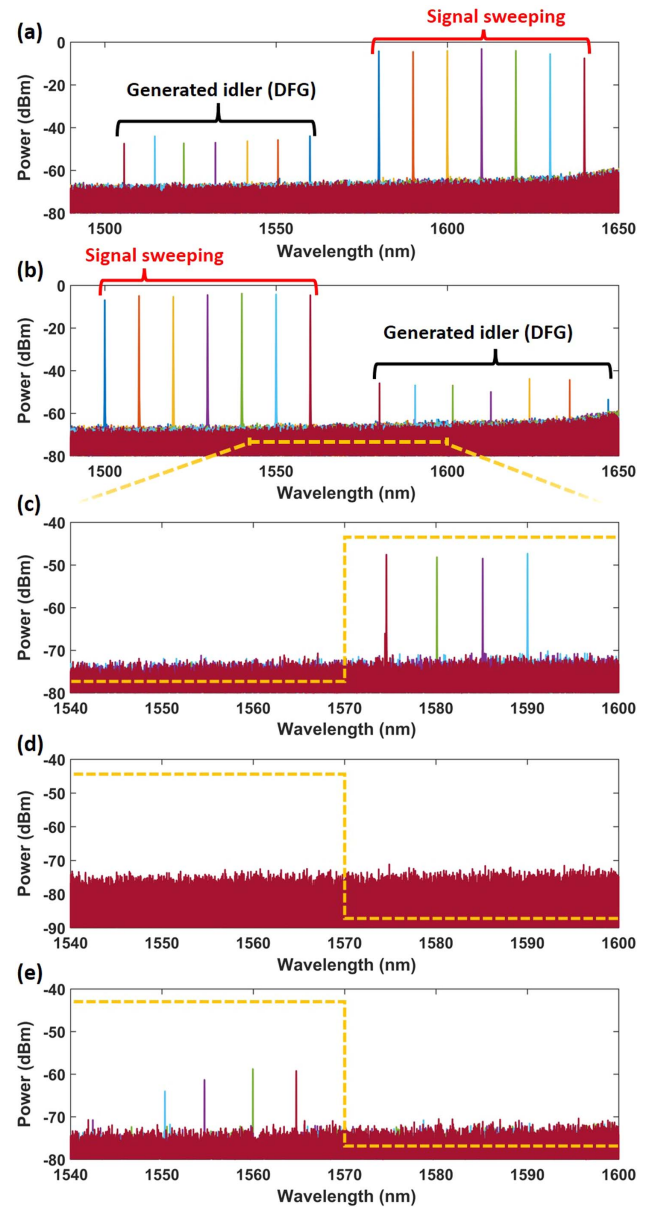 (a)
Signal sweeping
Generated idler (DFG)
Power (dBm)
0
-20
-40
-60
-80
1500 1550 1600 1650
Wavelength (nm)
(b)
Signal sweeping
Generated idler (DFG)
Power (dBm)
0
-20
-40
-60
-80
1500 1550 1600 1650
Wavelength (nm)
(c)
Power (dBm)
-40
-50
-60
-70
-80
1540 1550 1560 1570 1580 1590 1600
Wavelength (nm)
(d)
Power (dBm)
-40
-50
-60
-70
-80
-90
1540 1550 1560 1570 1580 1590 1600
Wavelength (nm)
(e)
Power (dBm)
-40
-50
-60
-70
-80
1540 1550 1560 1570 1580 1590 1600
Wavelength (nm)